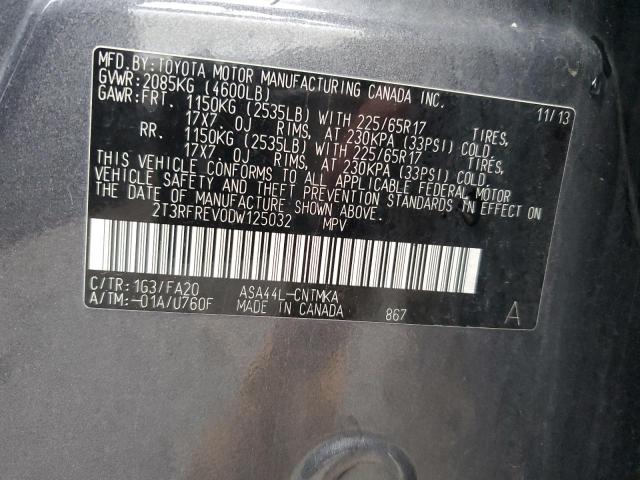 MFD. BY: TOYOTA MOTOR MANUFACTURING CANADA INC.
GVWR: 2085KG (4600LB) 11/13
GAWR: FRT. 1150KG (2535LB) WITH 225/65R17 TIRES,
17X7.0J RIMS, AT 230KPA (33PSI) COLD.
RR. 1150KG (2535LB) WITH 225/65R17 TIRES,
17X7.0J RIMS, AT 230KPA (33PSI) COLD.
THIS VEHICLE CONFORMS TO ALL APPLICABLE FEDERAL MOTOR
VEHICLE SAFETY AND THEFT PREVENTION STANDARDS IN EFFECT ON
THE DATE OF MANUFACTURE SHOWN ABOVE.
2T3RFREV0DW125032 MPV
C/TR: 1G3/FA20 ASA44L-CNTMKA
A/TM: -01A/U760F MADE IN CANADA 867 A